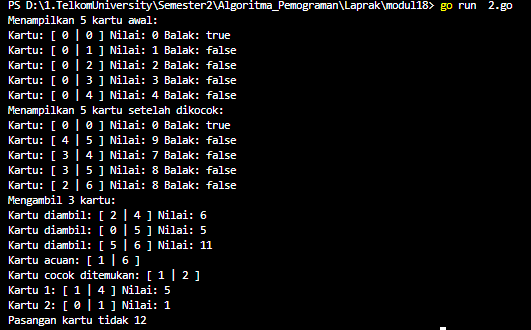 PS D:\1.TelkomUniversity\Semester2\Algoritma_Pemograman\Laprak\modul18> go run  2.go
Menampilkan 5 kartu awal:
Kartu: [ 0 | 0 ] Nilai: 0 Balak: true
Kartu: [ 0 | 1 ] Nilai: 1 Balak: false
Kartu: [ 0 | 2 ] Nilai: 2 Balak: false
Kartu: [ 0 | 3 ] Nilai: 3 Balak: false
Kartu: [ 0 | 4 ] Nilai: 4 Balak: false
Menampilkan 5 kartu setelah dikocok:
Kartu: [ 0 | 0 ] Nilai: 0 Balak: true
Kartu: [ 4 | 5 ] Nilai: 9 Balak: false
Kartu: [ 3 | 4 ] Nilai: 7 Balak: false
Kartu: [ 3 | 5 ] Nilai: 8 Balak: false
Kartu: [ 2 | 6 ] Nilai: 8 Balak: false
Mengambil 3 kartu:
Kartu diambil: [ 2 | 4 ] Nilai: 6
Kartu diambil: [ 0 | 5 ] Nilai: 5
Kartu diambil: [ 5 | 6 ] Nilai: 11
Kartu acuan: [ 1 | 6 ]
Kartu cocok ditemukan: [ 1 | 2 ]
Kartu 1: [ 1 | 4 ] Nilai: 5
Kartu 2: [ 0 | 1 ] Nilai: 1
Pasangan kartu tidak 12